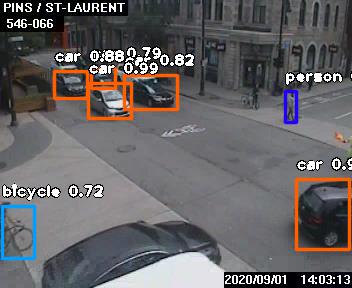 PINS / ST-LAURENT
546-066
car 0.88
0.79
car 0.82
car 0.99
person
car 0.9
bicycle 0.72
2020/09/01 14:03:13